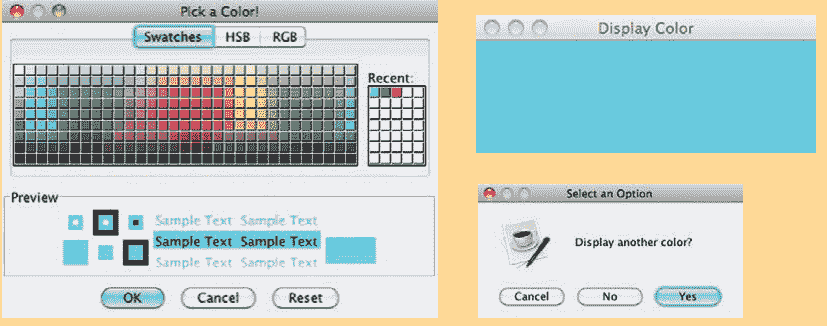 Pick a Color!
Swatches HSB RGB
Recent:
Preview
Sample Text Sample Text
Sample Text Sample Text
Sample Text Sample Text
OK Cancel Reset
Display Color
Select an Option
Display another color?
Cancel No Yes